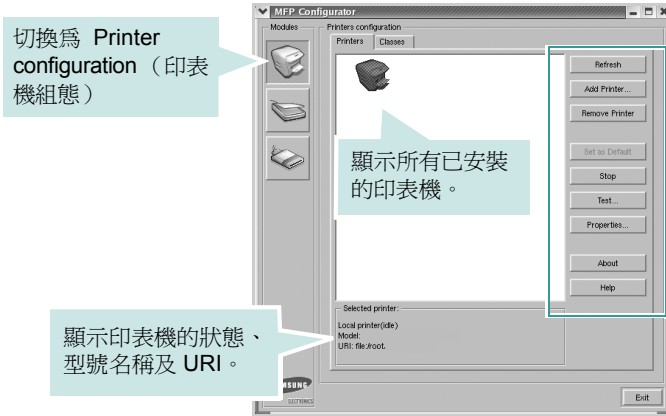 MFP Configurator
Modules
Printers configuration
Printers
Classes
切換爲 Printer
configuration（印表
機組態）
Refresh
Add Printer...
Remove Printer
Set as Default
Stop
Test...
Properties...
About
Help
顯示所有已安裝
的印表機。
Selected printer:
Local printer(idle)
Model:
URI: file:/root.
顯示印表機的狀態、
型號名稱及 URI。
ELECTRONICS
Exit